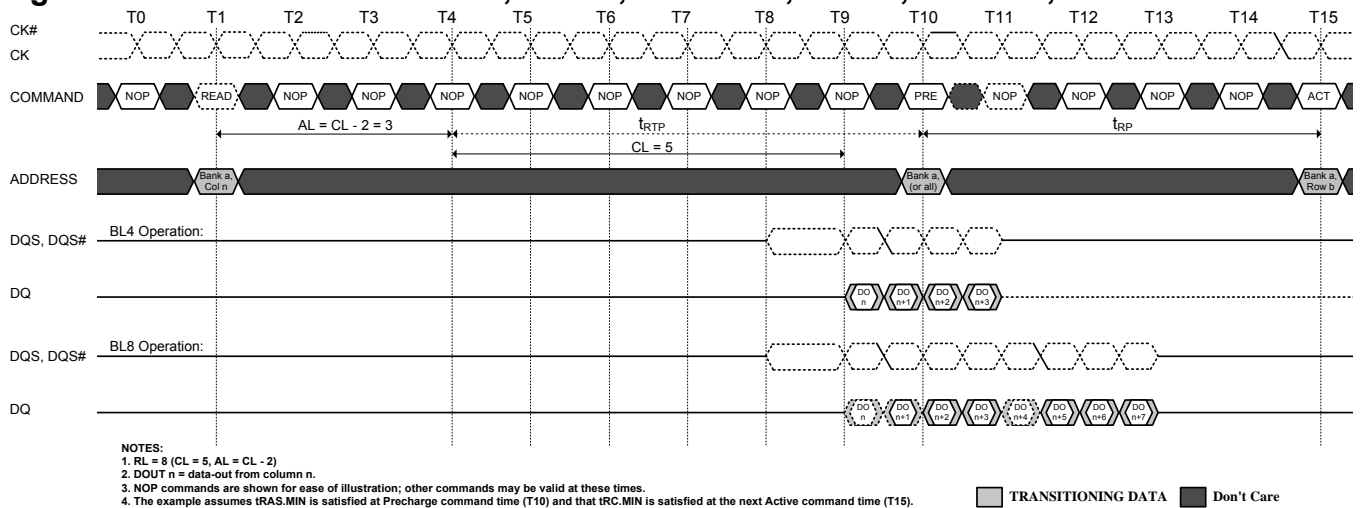 T0 T1 T2 T3 T4 T5 T6 T7 T8 T9 T10 T11 T12 T13 T14 T15
CK#
CK
COMMAND NOP READ NOP NOP NOP NOP NOP NOP NOP NOP PRE NOP NOP NOP NOP ACT
AL = CL - 2 = 3 tRTP tRP
CL = 5
ADDRESS Bank a, Col n Bank a, (or all) Bank a, Row b
DQS, DQS# BL4 Operation:
DQ DO n DO n+1 DO n+2 DO n+3
DQS, DQS# BL8 Operation:
DQ DO n DO n+1 DO n+2 DO n+3 DO n+4 DO n+5 DO n+6 DO n+7
NOTES:
1. RL = 8 (CL = 5, AL = CL - 2)
2. DOUT n = data-out from column n.
3. NOP commands are shown for ease of illustration; other commands may be valid at these times.
4. The example assumes tRAS.MIN is satisfied at Precharge command time (T10) and that tRC.MIN is satisfied at the next Active command time (T15).
TRANSITIONING DATA Don't Care